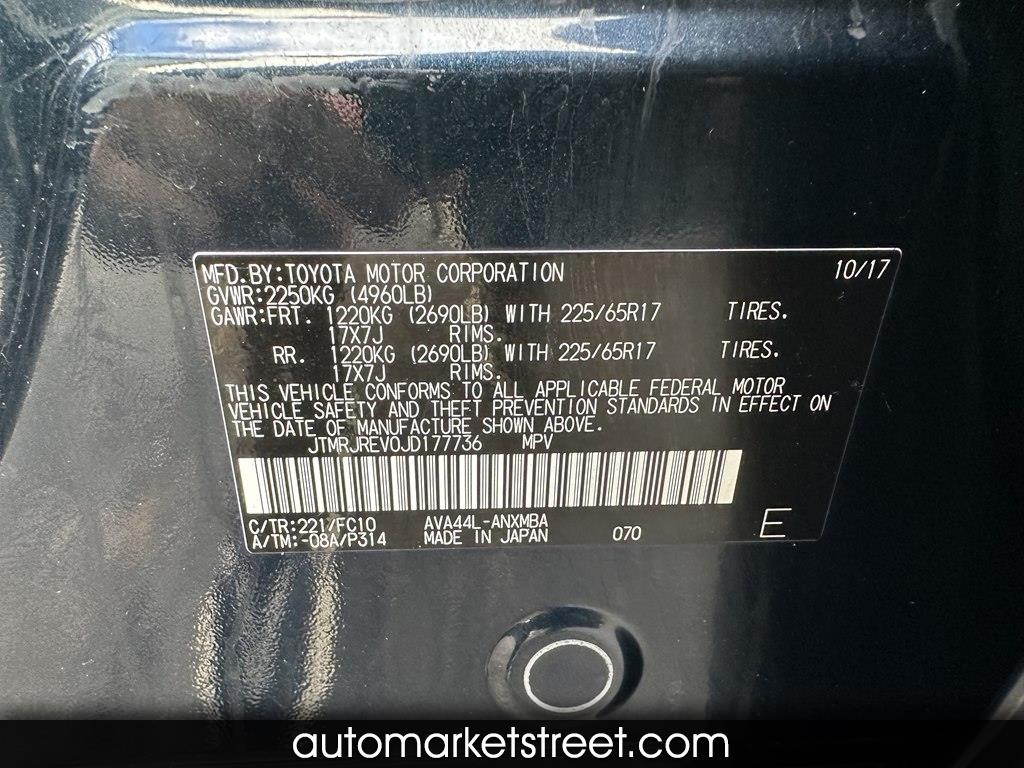 MFD.BY:TOYOTA MOTOR CORPORATION 10/17
GVWR:2250KG (4960LB)
GAWR:FRT. 1220KG (2690LB) WITH 225/65R17 TIRES.
17X7J RIMS.
RR. 1220KG (2690LB) WITH 225/65R17 TIRES.
17X7J RIMS.
THIS VEHICLE CONFORMS TO ALL APPLICABLE FEDERAL MOTOR
VEHICLE SAFETY AND THEFT PREVENTION STANDARDS IN EFFECT ON
THE DATE OF MANUFACTURE SHOWN ABOVE.
JTMRJREV0JD177736 MPV
C/TR:221/FC10 AVA44L-ANXMBA
A/TM:-08A/P314 MADE IN JAPAN 070 E
automarketstreet.com